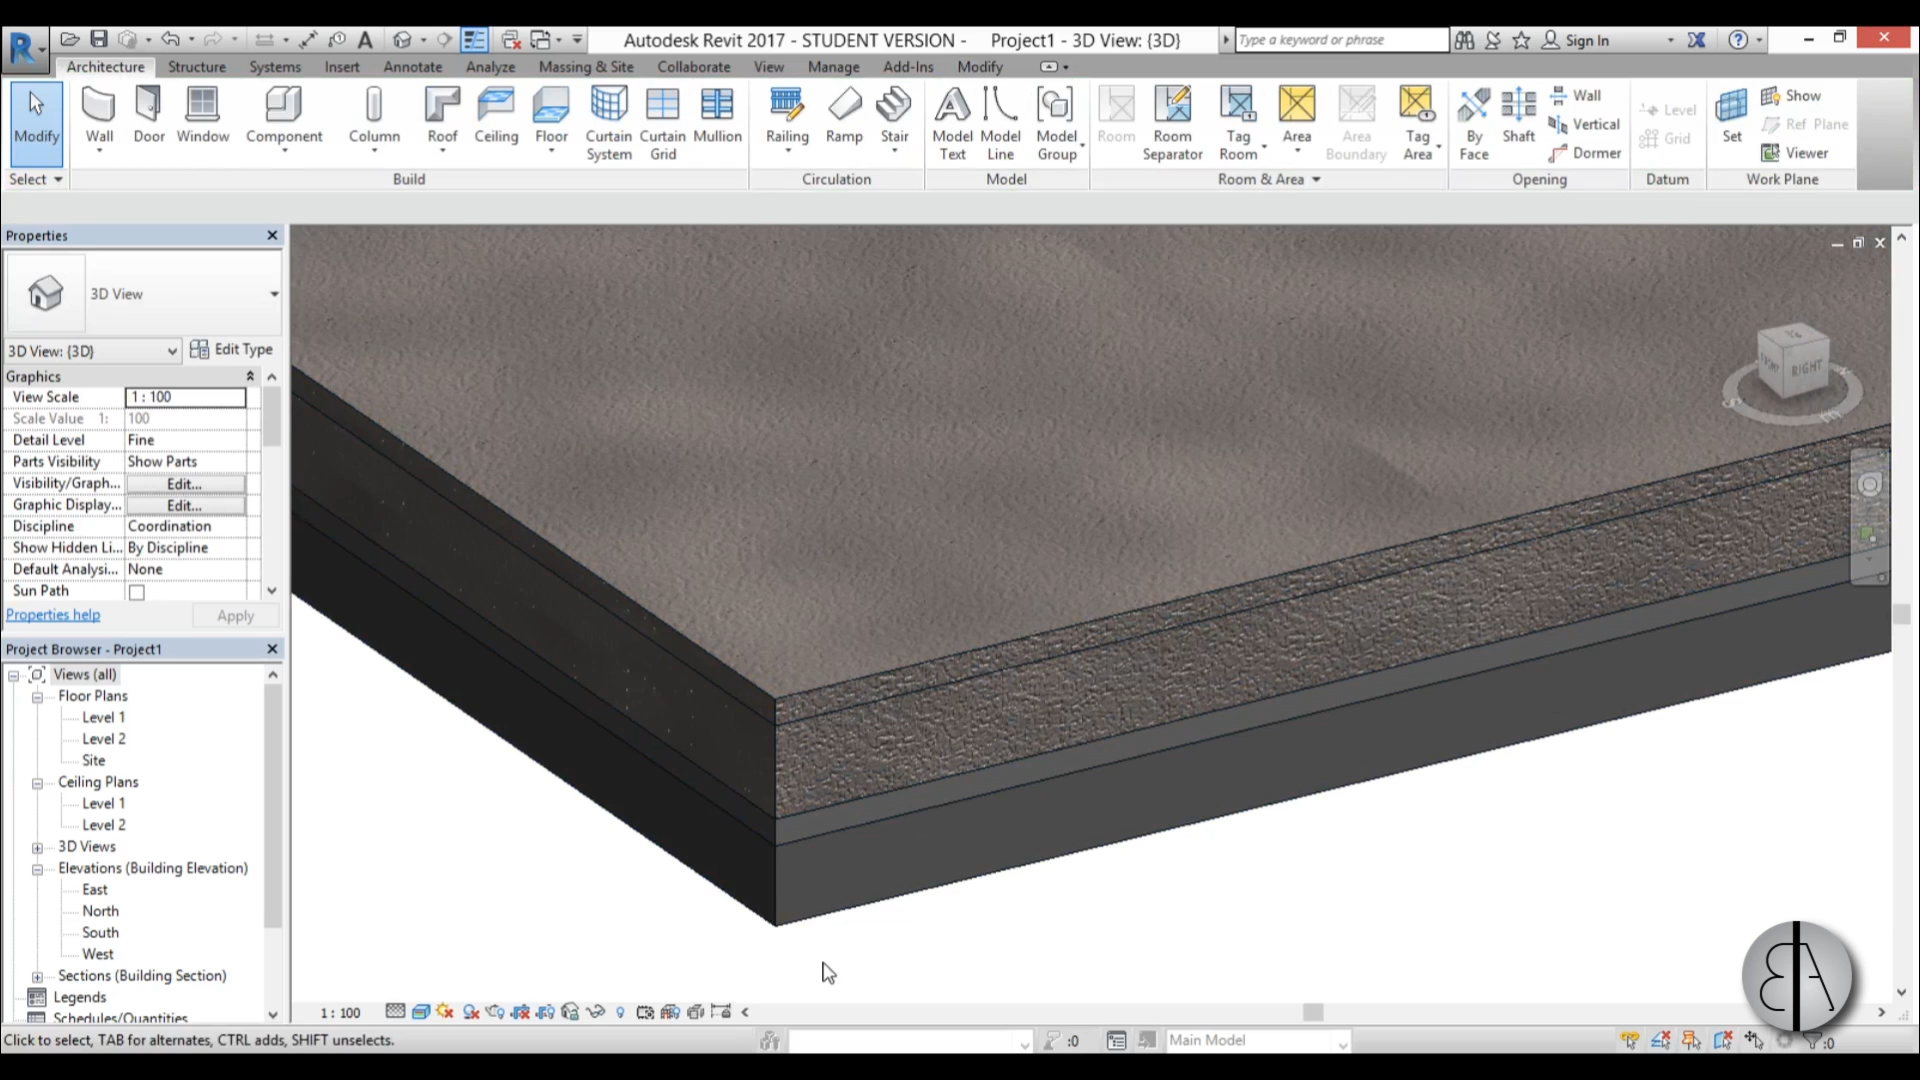 Autodesk Revit 2017 - STUDENT VERSION - Project1 - 3D View: {3D}
Type a keyword or phrase
Sign In
Architecture Structure Systems Insert Annotate Analyze Massing & Site Collaborate View Manage Add-Ins Modify
Modify Wall Door Window Component Column Roof Ceiling Floor Curtain System Curtain Grid Mullion Railing Ramp Stair Model Text Model Line Model Group Room Room Separator Tag Room Area Area Boundary Tag Area By Face Shaft Wall Vertical Dormer Level Grid Set Show Ref Plane Viewer
Select Build Circulation Model Room & Area Opening Datum Work Plane
Properties
3D View
3D View: {3D} Edit Type
Graphics
View Scale 1 : 100
Scale Value 1: 100
Detail Level Fine
Parts Visibility Show Parts
Visibility/Graph... Edit...
Graphic Display... Edit...
Discipline Coordination
Show Hidden Li... By Discipline
Default Analysi... None
Sun Path
Properties help Apply
Project Browser - Project1
Views (all)
Floor Plans
Level 1
Level 2
Site
Ceiling Plans
Level 1
Level 2
3D Views
Elevations (Building Elevation)
East
North
South
West
Sections (Building Section)
Legends
Schedules/Quantities
FRONT RIGHT
S E
1 : 100
Click to select, TAB for alternates, CTRL adds, SHIFT unselects.
:0
Main Model
:0